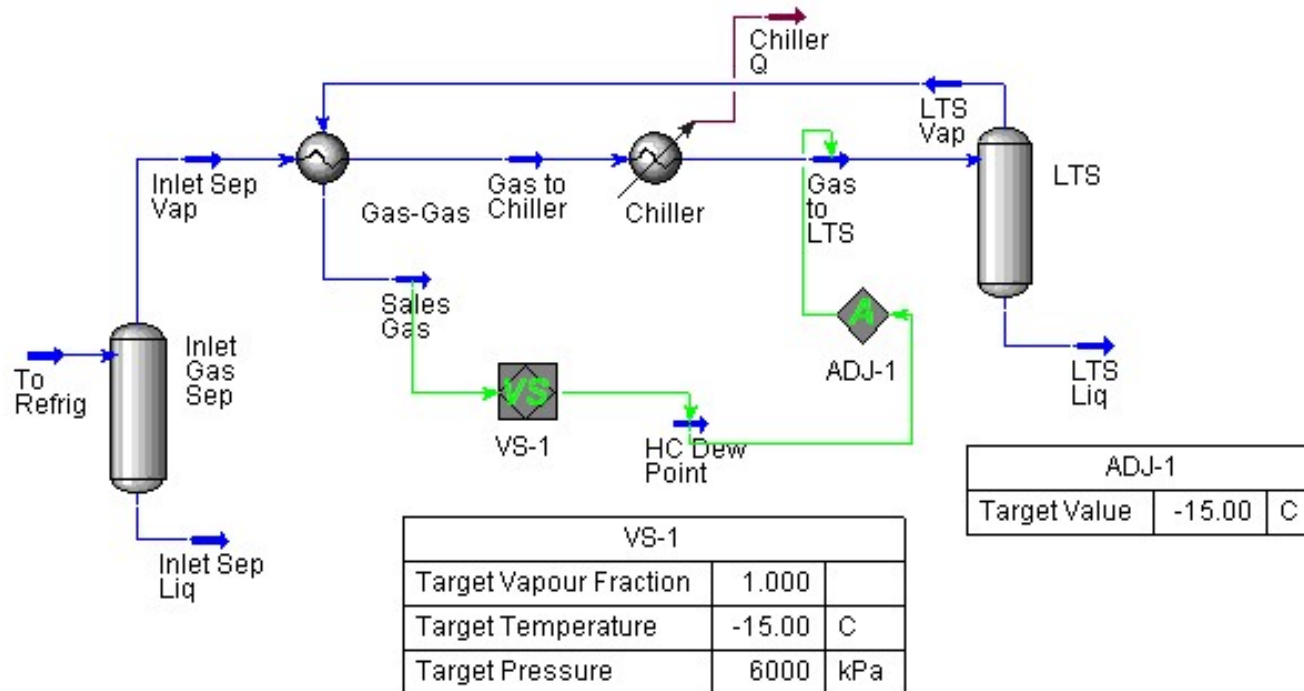 Chiller
Q
LTS
Vap
Inlet Sep
Vap
Gas-Gas
Gas to
Chiller
Chiller
Gas
to
LTS
LTS
Sales
Gas
Inlet
Gas
Sep
To
Refrig
VS
VS-1
HC Dew
Point
A
ADJ-1
LTS
Liq
Inlet Sep
Liq
ADJ-1
Target Value -15.00 C
VS-1
Target Vapour Fraction 1.000
Target Temperature -15.00 C
Target Pressure 6000 kPa